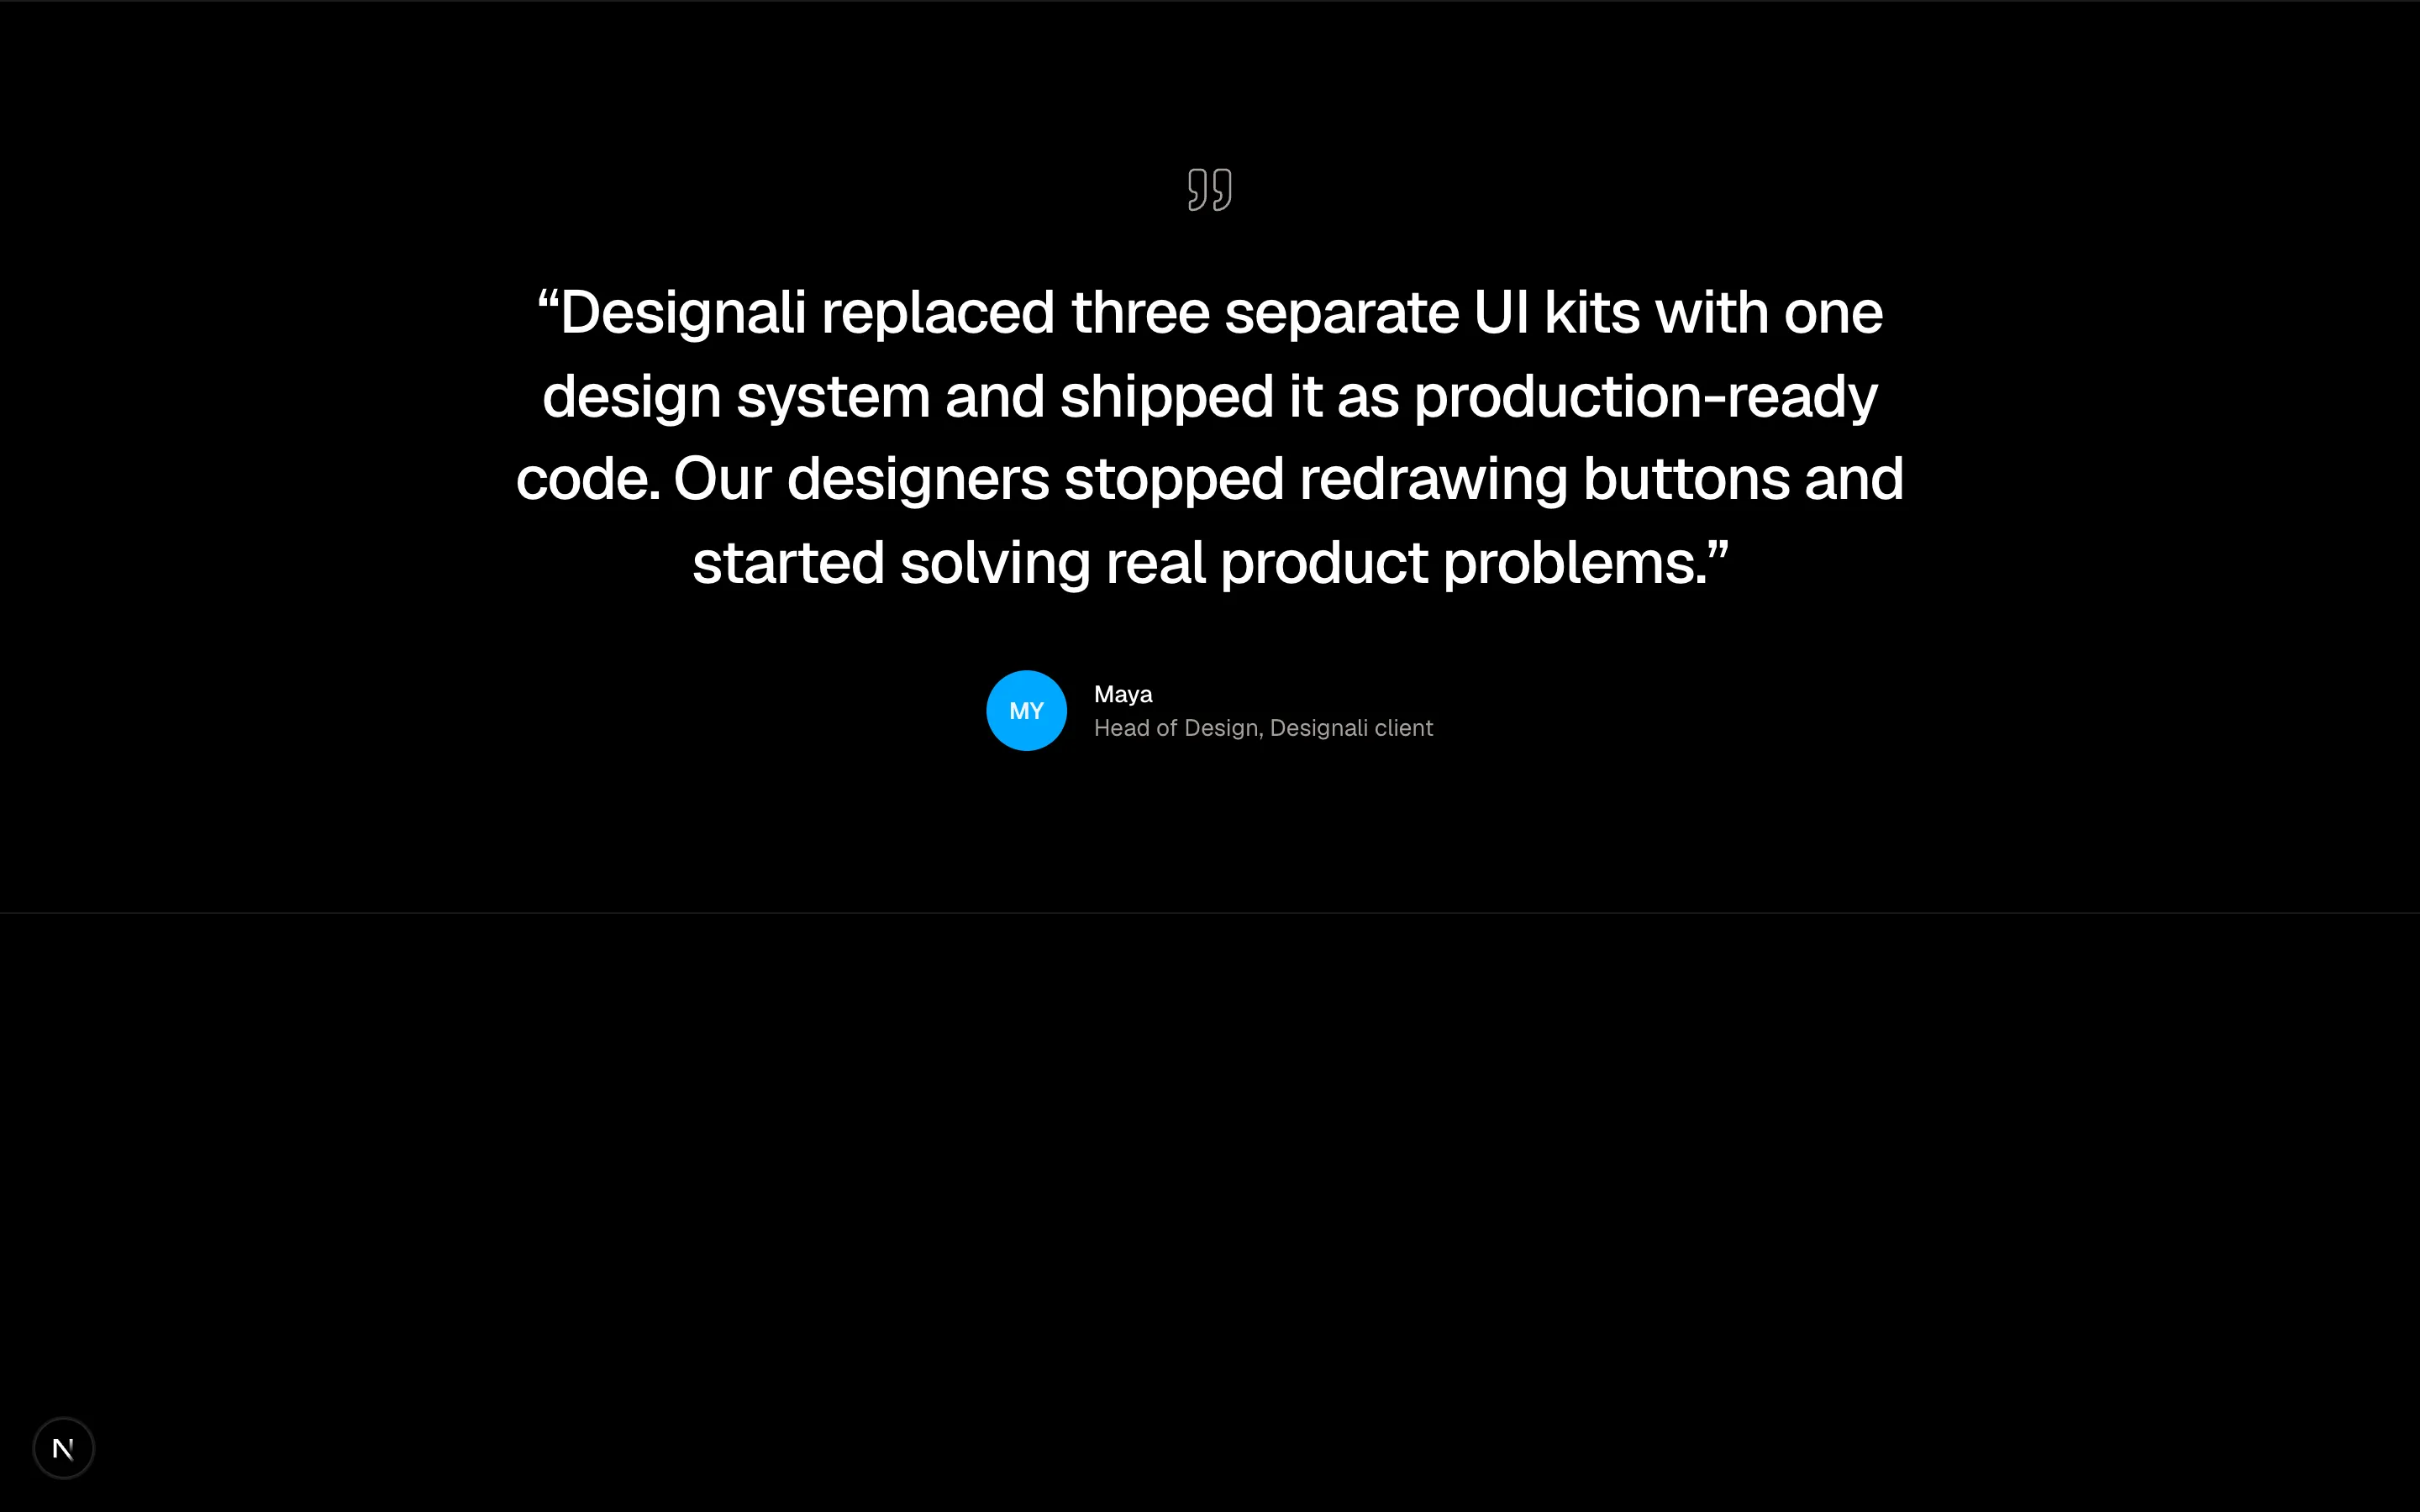 “Designali replaced three separate UI kits with one
design system and shipped it as production-ready
code. Our designers stopped redrawing buttons and
started solving real product problems.”
MY
Maya
Head of Design, Designali client
N